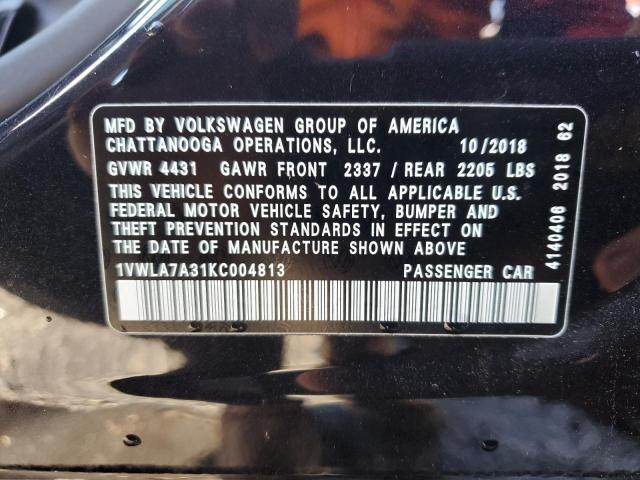 MFD BY VOLKSWAGEN GROUP OF AMERICA
CHATTANOOGA OPERATIONS, LLC. 10/2018
GVWR 4431 GAWR FRONT 2337 / REAR 2205 LBS
THIS VEHICLE CONFORMS TO ALL APPLICABLE U.S.
FEDERAL MOTOR VEHICLE SAFETY, BUMPER AND
THEFT PREVENTION STANDARDS IN EFFECT ON
THE DATE OF MANUFACTURE SHOWN ABOVE
1VWLA7A31KC004813 PASSENGER CAR
4140406 2018 62